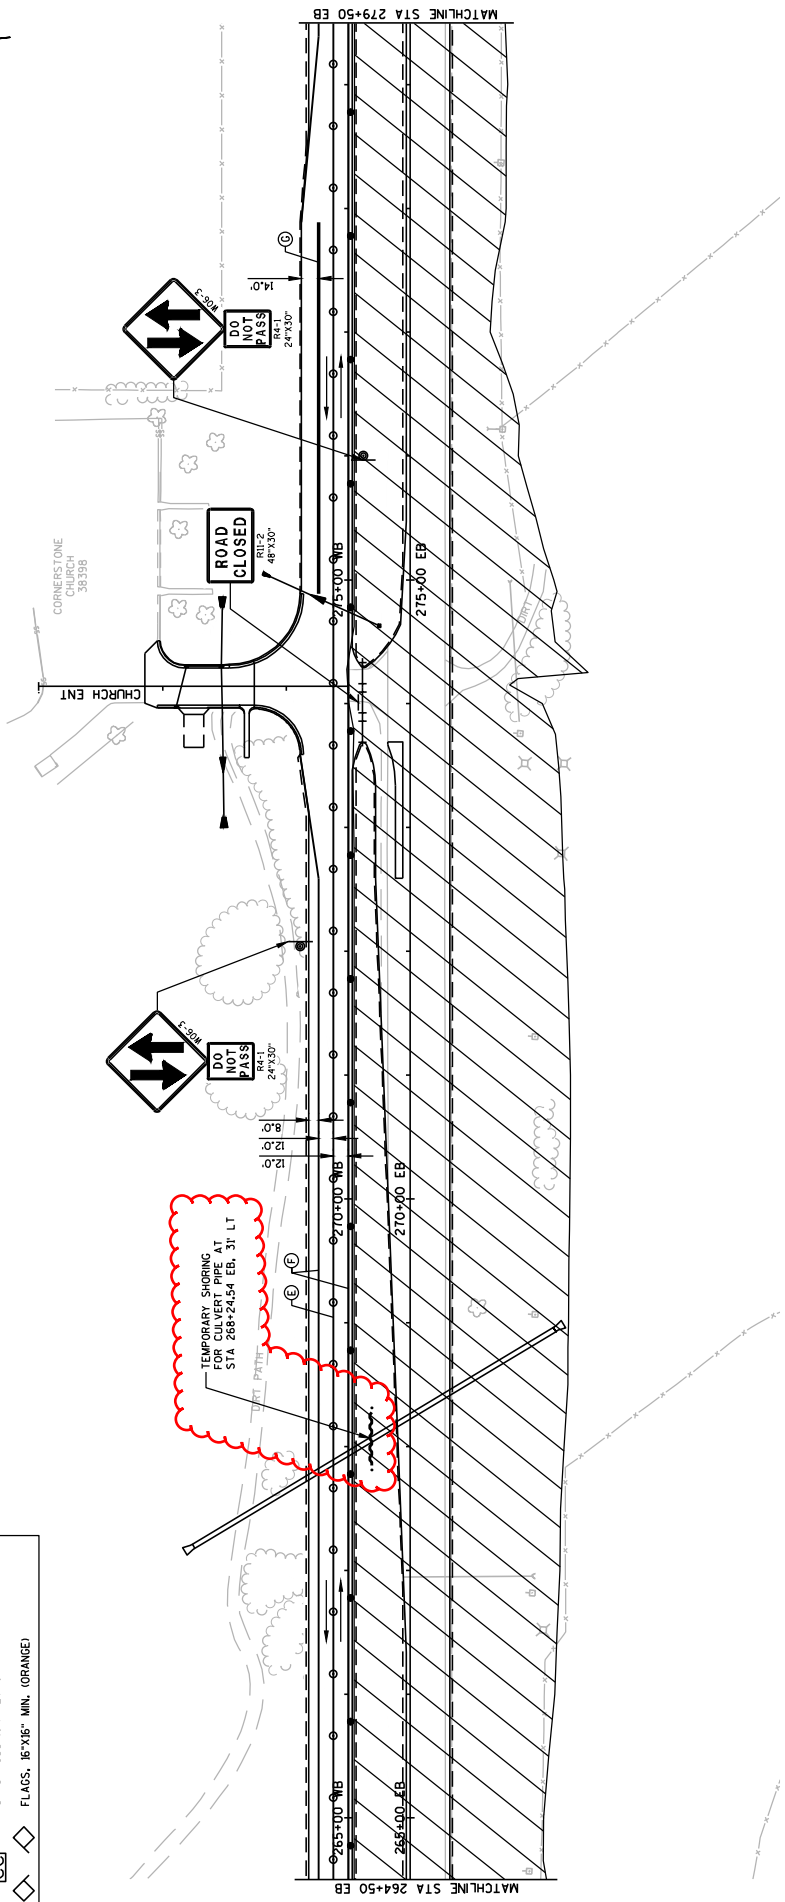 MATCHLINE STA 279+50 EB
G
14.0'
W06-3
DO
NOT
PASS
R4-1
24"X30"
ROAD
CLOSED
R11-2
48"X30"
CORNERSTONE
CHURCH
38398
275+00 WB
275+00 EB
DIRT
CHURCH ENT
W06-3
DO
NOT
PASS
R4-1
24"X30"
8.0'
12.0'
12.0'
270+00 WB
270+00 EB
TEMPORARY SHORING
FOR CULVERT PIPE AT
STA 268+24.54 EB, 31' LT
F
E
DIRT PATH
265+00 WB
265+00 EB
MATCHLINE STA 264+50 EB
FLAGS, 16"X16" MIN. (ORANGE)